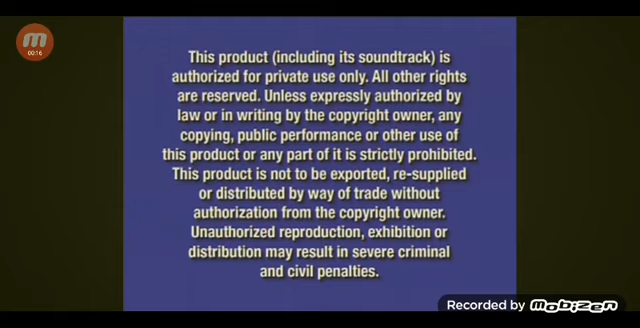 00:16
This product (including its soundtrack) is
authorized for private use only. All other rights
are reserved. Unless expressly authorized by
law or in writing by the copyright owner, any
copying, public performance or other use of
this product or any part of it is strictly prohibited.
This product is not to be exported, re-supplied
or distributed by way of trade without
authorization from the copyright owner.
Unauthorized reproduction, exhibition or
distribution may result in severe criminal
and civil penalties.
Recorded by Mobizen